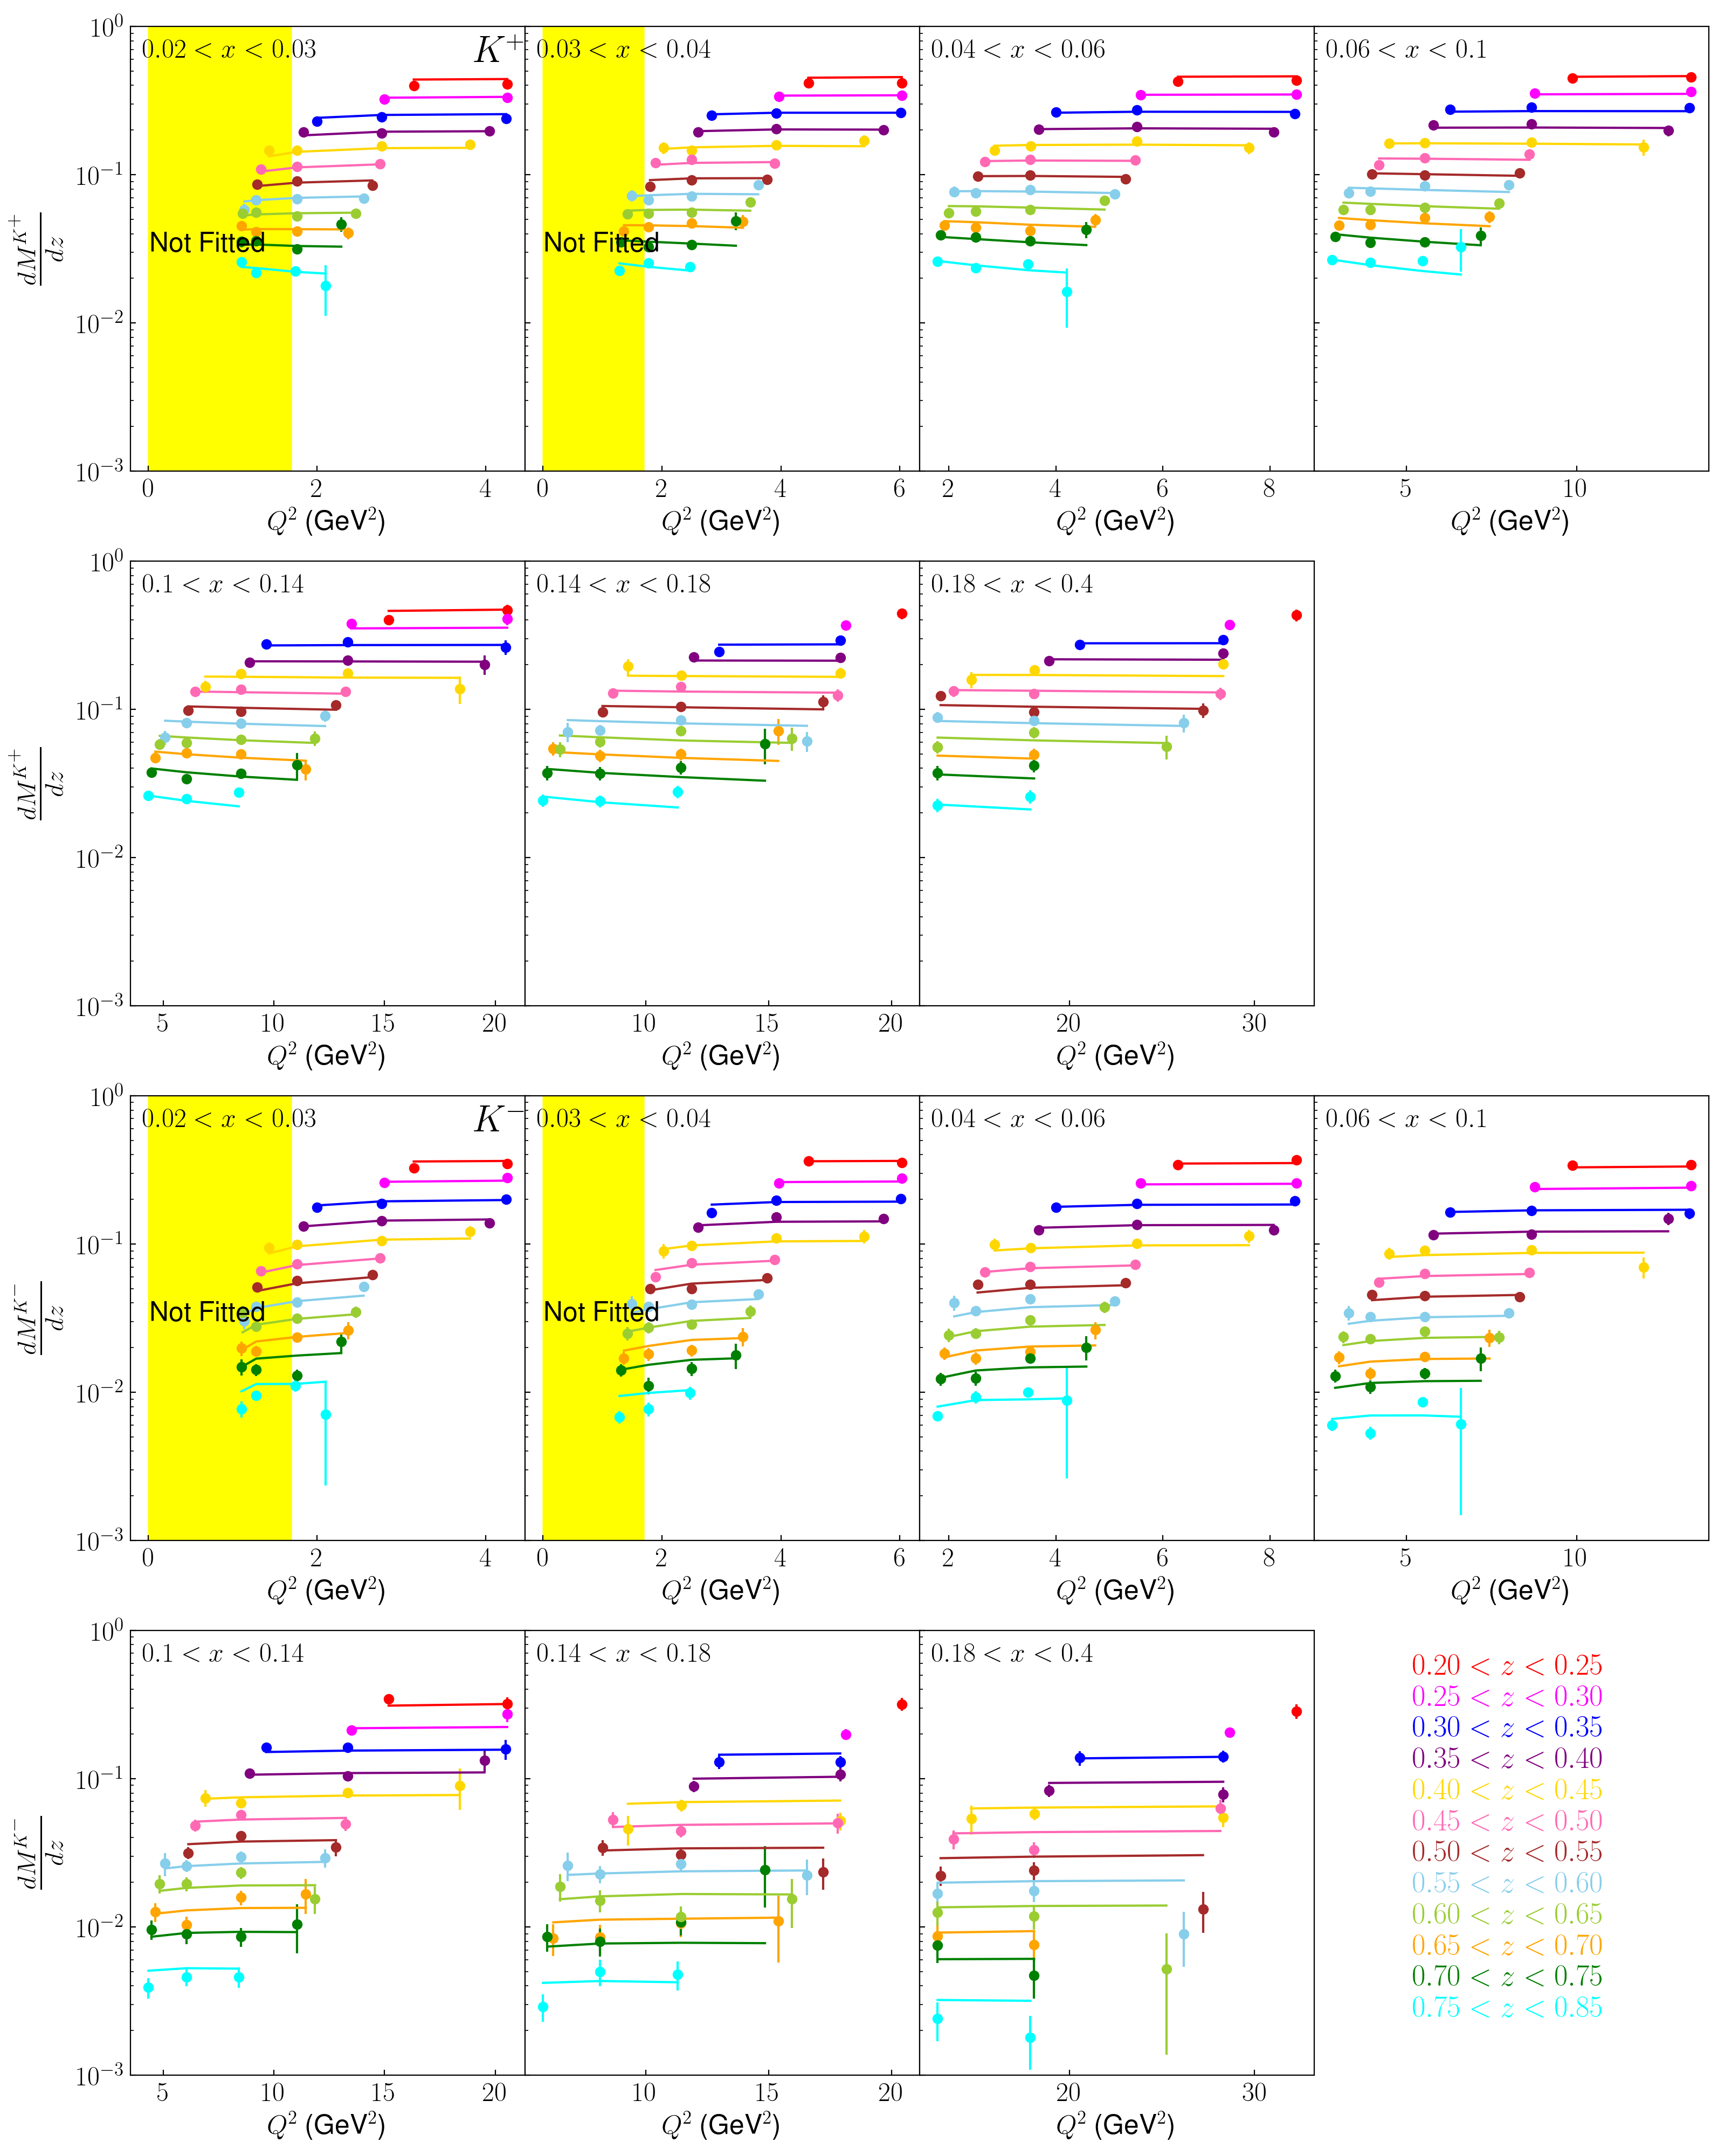 10^0
10^{-1}
10^{-2}
10^{-3}
\frac{dM^{K^+}}{dz}
0.02 < x < 0.03
K^+
Not Fitted
0 2 4
Q^2 (GeV^2)
0.03 < x < 0.04
Not Fitted
0 2 4 6
Q^2 (GeV^2)
0.04 < x < 0.06
2 4 6 8
Q^2 (GeV^2)
0.06 < x < 0.1
5 10
Q^2 (GeV^2)
10^0
10^{-1}
10^{-2}
10^{-3}
\frac{dM^{K^+}}{dz}
0.1 < x < 0.14
5 10 15 20
Q^2 (GeV^2)
0.14 < x < 0.18
10 15 20
Q^2 (GeV^2)
0.18 < x < 0.4
20 30
Q^2 (GeV^2)
10^0
10^{-1}
10^{-2}
10^{-3}
\frac{dM^{K^-}}{dz}
0.02 < x < 0.03
K^-
Not Fitted
0 2 4
Q^2 (GeV^2)
0.03 < x < 0.04
Not Fitted
0 2 4 6
Q^2 (GeV^2)
0.04 < x < 0.06
2 4 6 8
Q^2 (GeV^2)
0.06 < x < 0.1
5 10
Q^2 (GeV^2)
10^0
10^{-1}
10^{-2}
10^{-3}
\frac{dM^{K^-}}{dz}
0.1 < x < 0.14
5 10 15 20
Q^2 (GeV^2)
0.14 < x < 0.18
10 15 20
Q^2 (GeV^2)
0.18 < x < 0.4
20 30
Q^2 (GeV^2)
0.20 < z < 0.25
0.25 < z < 0.30
0.30 < z < 0.35
0.35 < z < 0.40
0.40 < z < 0.45
0.45 < z < 0.50
0.50 < z < 0.55
0.55 < z < 0.60
0.60 < z < 0.65
0.65 < z < 0.70
0.70 < z < 0.75
0.75 < z < 0.85